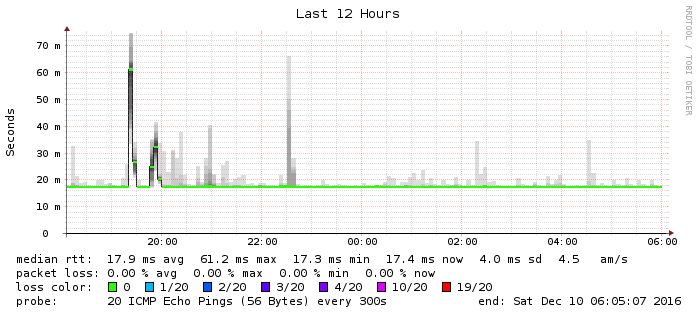 Last 12 Hours
RRDTOOL / TOBI OETIKER
Seconds
70 m
60 m
50 m
40 m
30 m
20 m
10 m
0
20:00 22:00 00:00 02:00 04:00 06:00
median rtt: 17.9 ms avg 61.2 ms max 17.3 ms min 17.4 ms now 4.0 ms sd 4.5 am/s
packet loss: 0.00 % avg 0.00 % max 0.00 % min 0.00 % now
loss color: 0 1/20 2/20 3/20 4/20 10/20 19/20
probe: 20 ICMP Echo Pings (56 Bytes) every 300s end: Sat Dec 10 06:05:07 2016